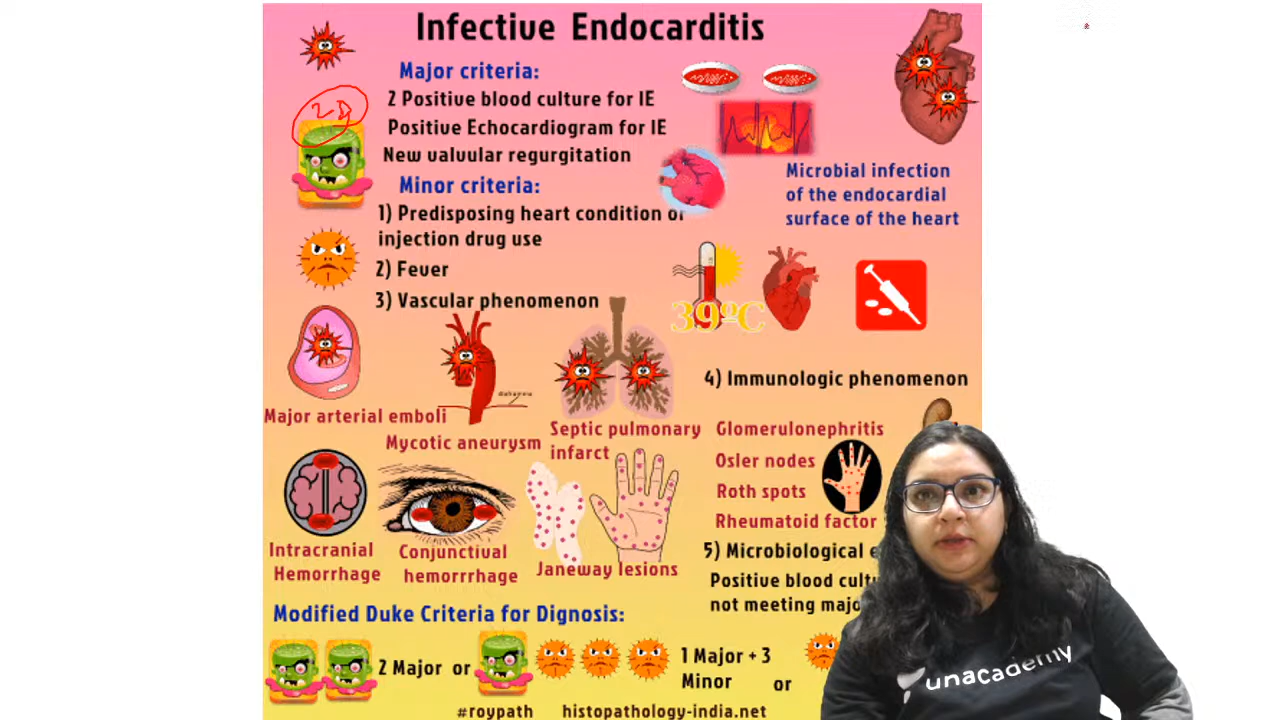 Infective Endocarditis
Major criteria:
2 Positive blood culture for IE
Positive Echocardiogram for IE
New valvular regurgitation
Minor criteria:
1) Predisposing heart condition or
injection drug use
2) Fever
3) Vascular phenomenon
Microbial infection
of the endocardial
surface of the heart
39ºC
Major arterial emboli
Mycotic aneurysm
Septic pulmonary
infarct
Intracranial
Hemorrhage
Conjunctival
hemorrrhage
Janeway lesions
4) Immunologic phenomenon
Glomerulonephritis
Osler nodes
Roth spots
Rheumatoid factor
5) Microbiological
Positive blood
not meeting
Modified Duke Criteria for Dignosis:
2 Major or
1 Major + 3
Minor or
#roypath histopathology-india.net
unacademy